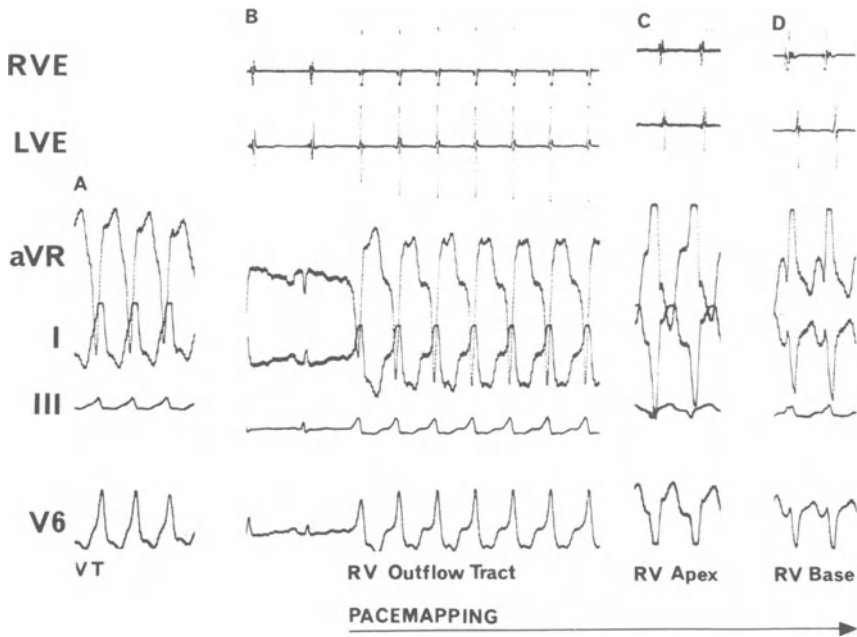 B
C
D
RVE
LVE
A
aVR
I
III
V6
VT
RV Outflow Tract
RV Apex
RV Base
PACEMAPPING